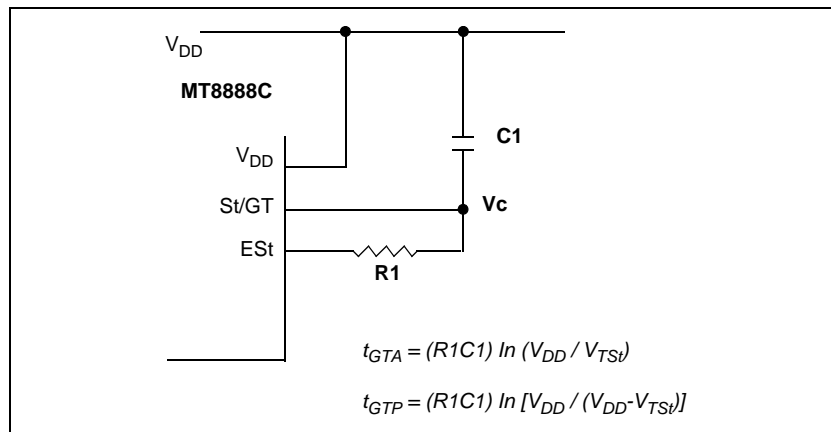 VDD
MT8888C
C1
VDD
St/GT
Vc
ESt
R1
tGTA = (R1C1) In (VDD / VTSt)
tGTP = (R1C1) In [VDD / (VDD-VTSt)]